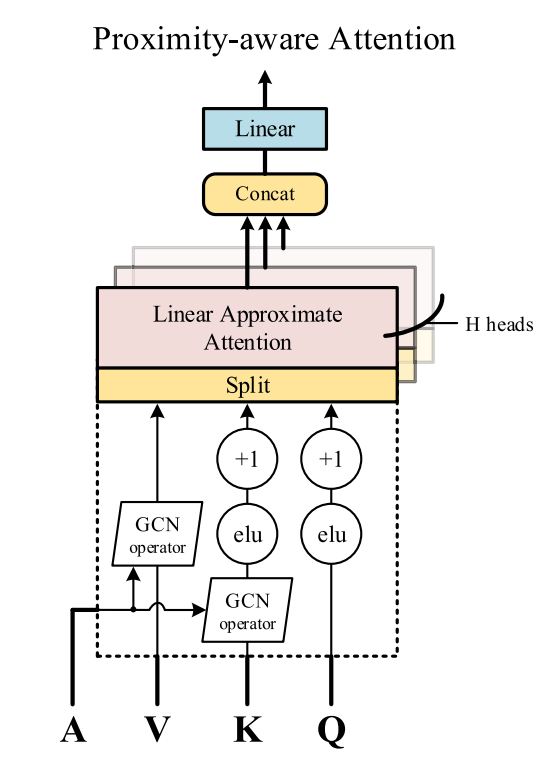 Proximity-aware Attention
Linear
Concat
Linear Approximate
Attention
H heads
Split
+1 +1
elu elu
GCN
operator
GCN
operator
A V K Q